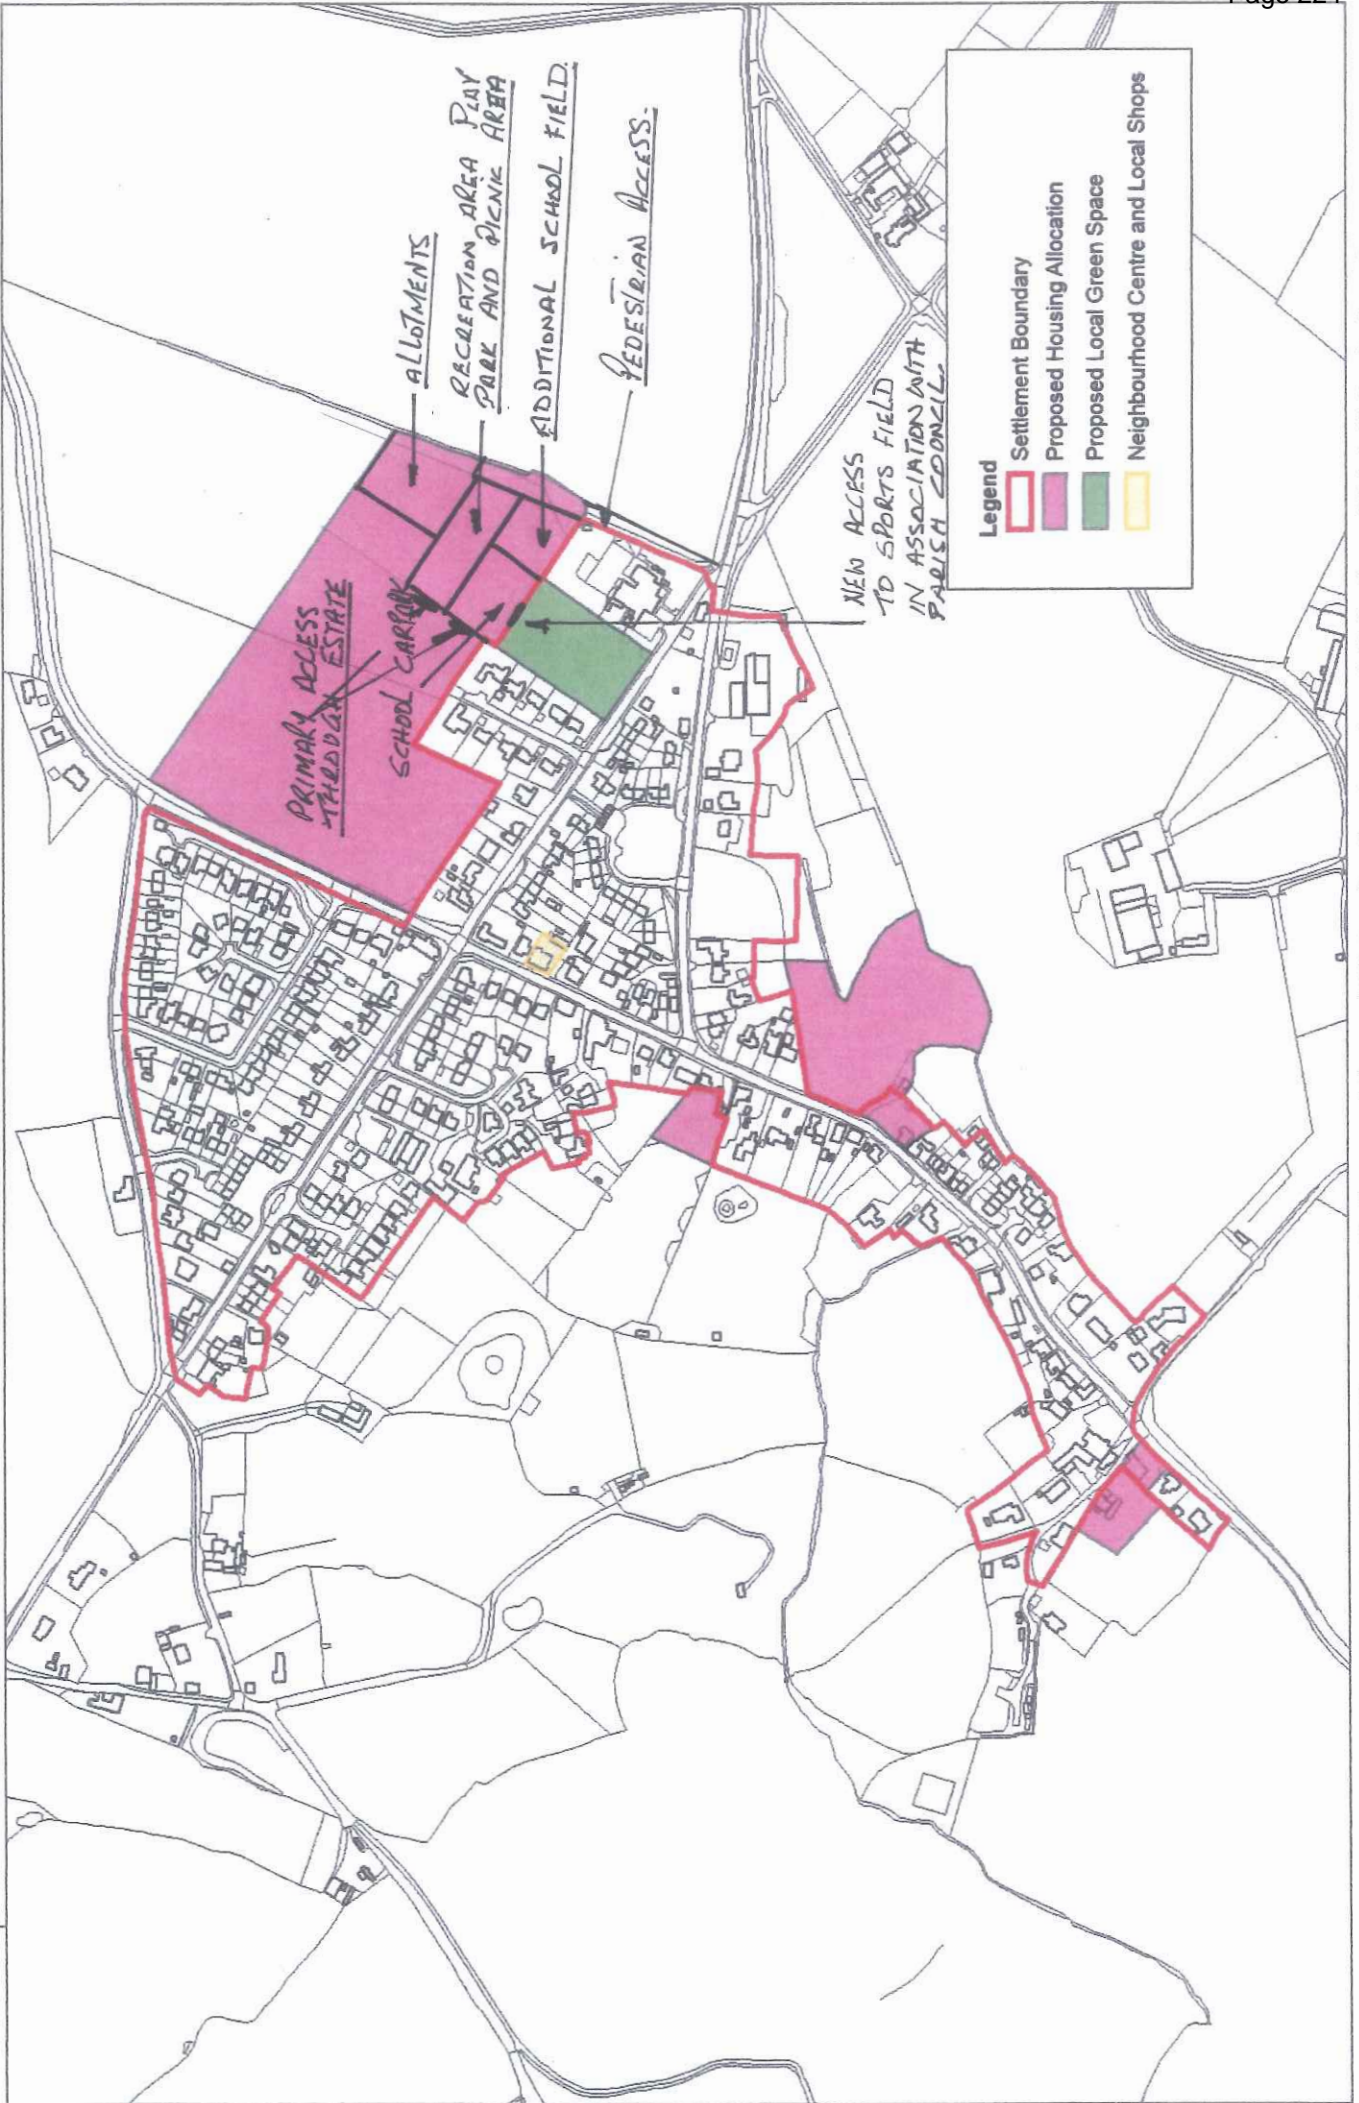 ALLOTMENTS
RECREATION AREA PLAY
PARK AND PICNIC AREA
ADDITIONAL SCHOOL FIELD.
PEDESTRIAN ACCESS.
PRIMARY ACCESS
THROUGH ESTATE
SCHOOL CARPARK
NEW ACCESS
TO SPORTS FIELD
IN ASSOCIATION WITH
PARISH COUNCIL.
Legend
Settlement Boundary
Proposed Housing Allocation
Proposed Local Green Space
Neighbourhood Centre and Local Shops